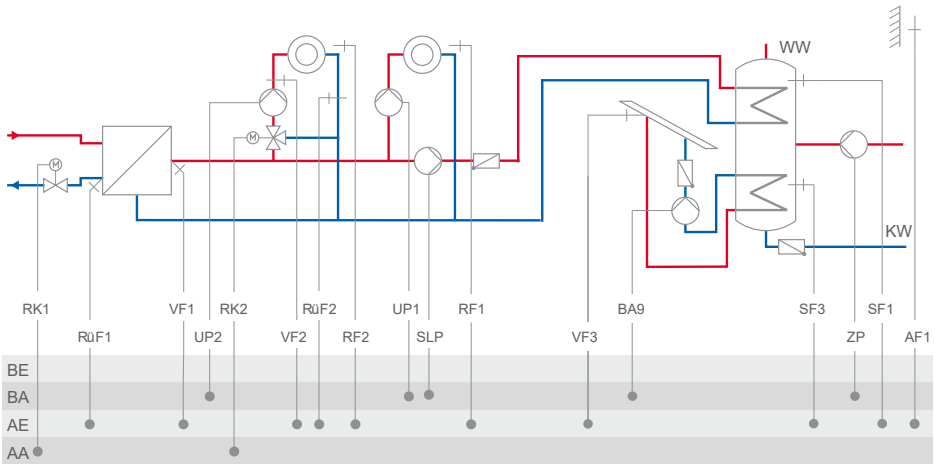 WW
M
M
KW
RK1 VF1 RK2 RüF2 UP1 RF1 BA9 SF3 SF1
RüF1 UP2 VF2 RF2 SLP VF3 ZP AF1
BE
BA
AE
AA